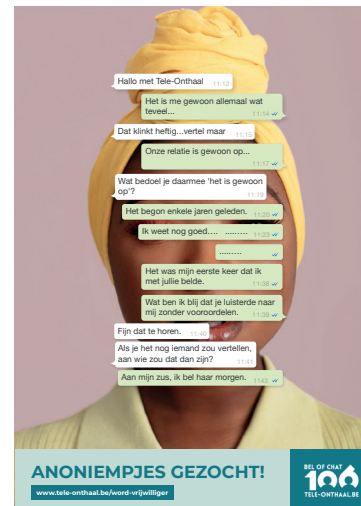 Hallo met Tele-Onthaal 11:12
Het is me gewoon allemaal wat
teveel... 11:14
Dat klinkt heftig...vertel maar 11:15
Onze relatie is gewoon op...
11:17
Wat bedoel je daarmee 'het is gewoon
op'? 11:19
Het begon enkele jaren geleden. 11:20
Ik weet nog goed.... ......... 11:23
.........
Het was mijn eerste keer dat ik
met jullie belde. 11:38
Wat ben ik blij dat je luisterde naar
mij zonder vooroordelen. 11:39
Fijn dat te horen. 11:40
Als je het nog iemand zou vertellen,
aan wie zou dat dan zijn? 11:41
Aan mijn zus, ik bel haar morgen. 1142
ANONIEMPJES GEZOCHT!
www.tele-onthaal.be/word-vrijwilliger
BEL OF CHAT
106
TELE-ONTHAAL.BE